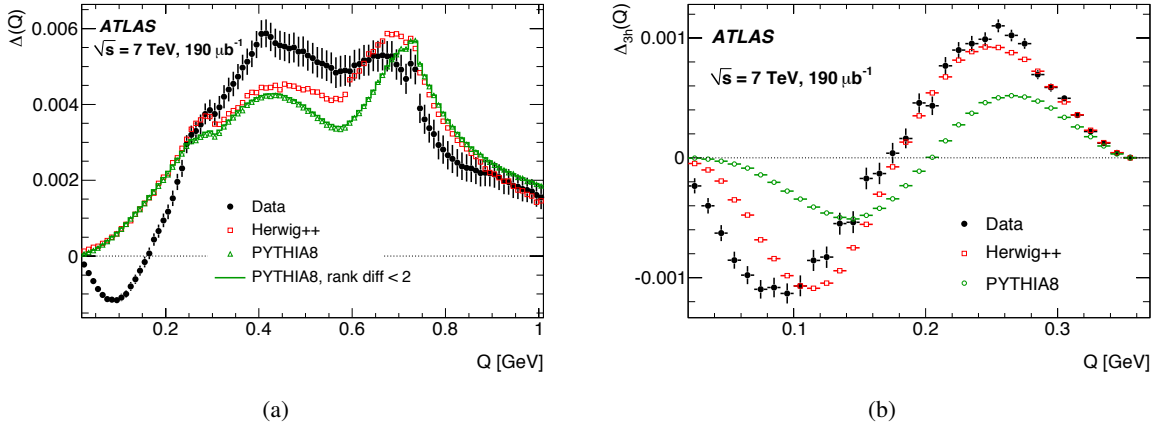 Δ(Q)
0.006
0.004
0.002
0
ATLAS
√s = 7 TeV, 190 μb⁻¹
Data
Herwig++
PYTHIA8
PYTHIA8, rank diff < 2
0.2 0.4 0.6 0.8 1
Q [GeV]
(a)
Δ₃ₕ(Q)
0.001
0
-0.001
ATLAS
√s = 7 TeV, 190 μb⁻¹
Data
Herwig++
PYTHIA8
0.1 0.2 0.3
Q [GeV]
(b)